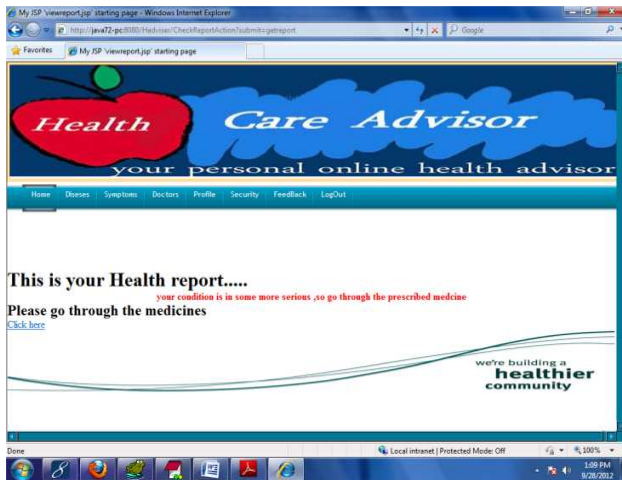 My JSP 'viewreport.jsp' starting page - Windows Internet Explorer
http://java72-pc:8080/Hadviser/CheckReportAction?submit=getreport
Google
Favorites
My JSP 'viewreport.jsp' starting page
Health Care Advisor
your personal online health advisor
Home Diseses Symptoms Doctors Profile Security FeedBack LogOut
This is your Health report.....
your condition is in some more serious ,so go through the prescribed medcine
Please go through the medicines
Click here
we're building a
healthier
community
Done
Local intranet | Protected Mode: Off
100%
1:09 PM
9/28/2012